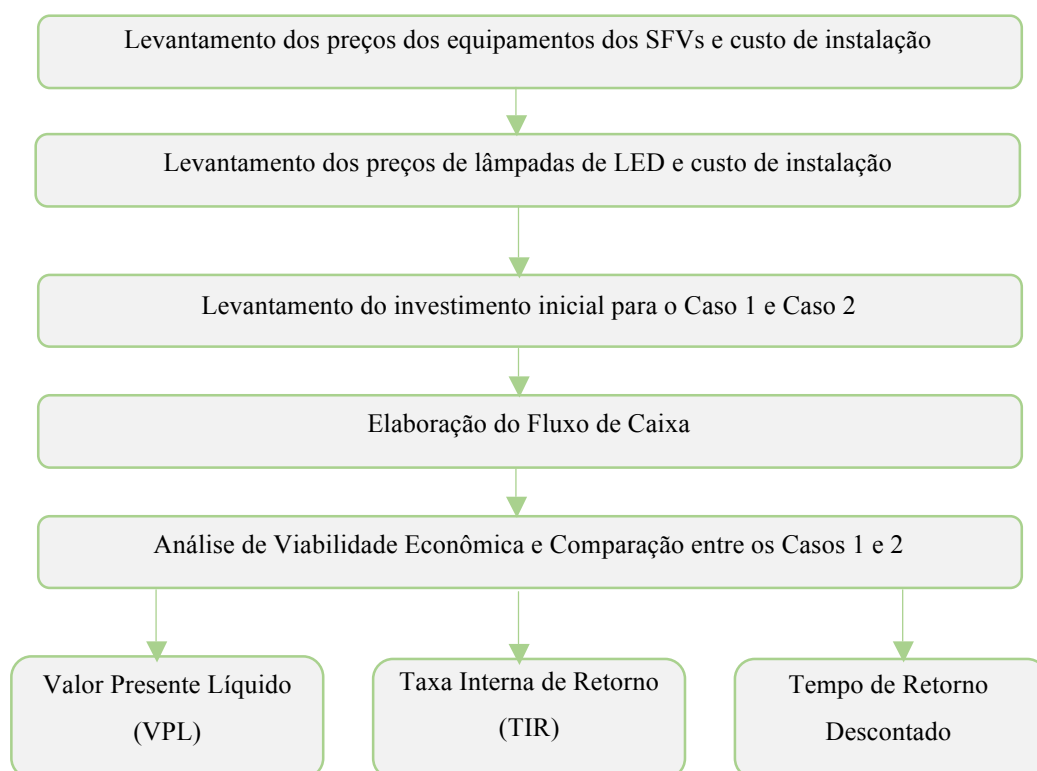 Levantamento dos preços dos equipamentos dos SFVs e custo de instalação
Levantamento dos preços de lâmpadas de LED e custo de instalação
Levantamento do investimento inicial para o Caso 1 e Caso 2
Elaboração do Fluxo de Caixa
Análise de Viabilidade Econômica e Comparação entre os Casos 1 e 2
Valor Presente Líquido
(VPL)
Taxa Interna de Retorno
(TIR)
Tempo de Retorno
Descontado